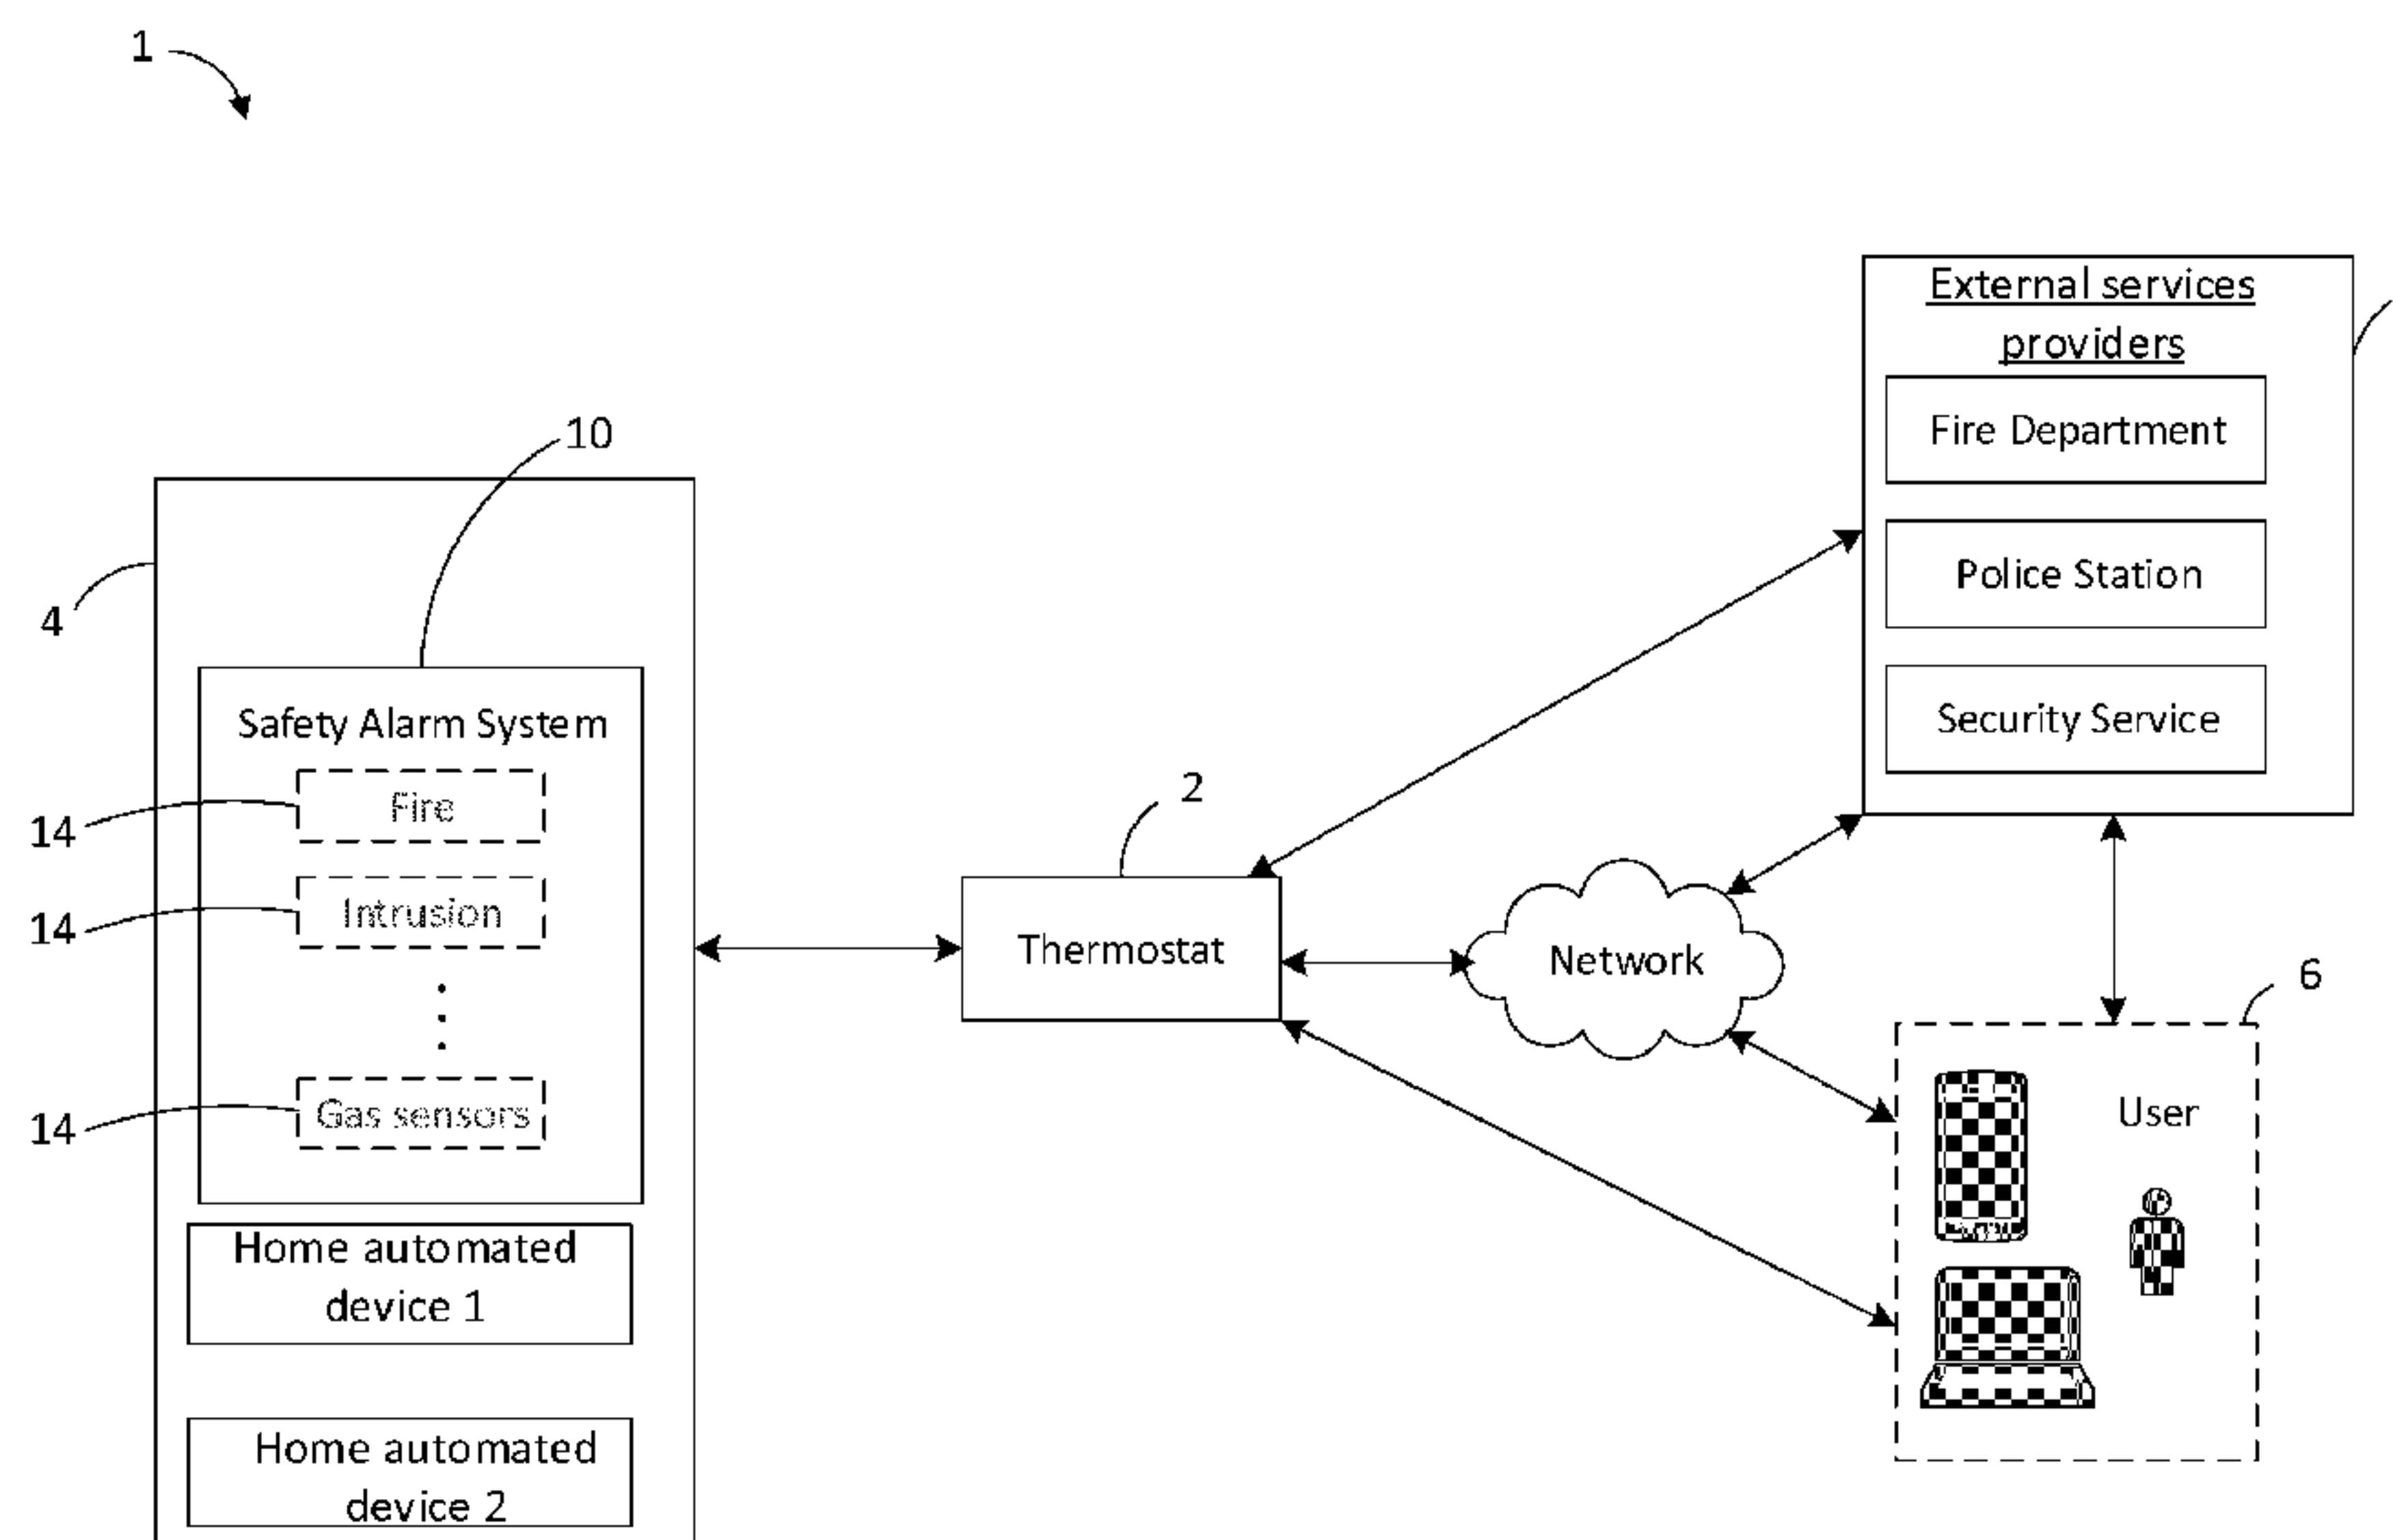 1
External services
providers
Fire Department
Police Station
Security Service
10
4
Safety Alarm System
14
Fire
14
Intrusion
14
Gas sensors
Home automated
device 1
Home automated
device 2
2
Thermostat
Network
6
User